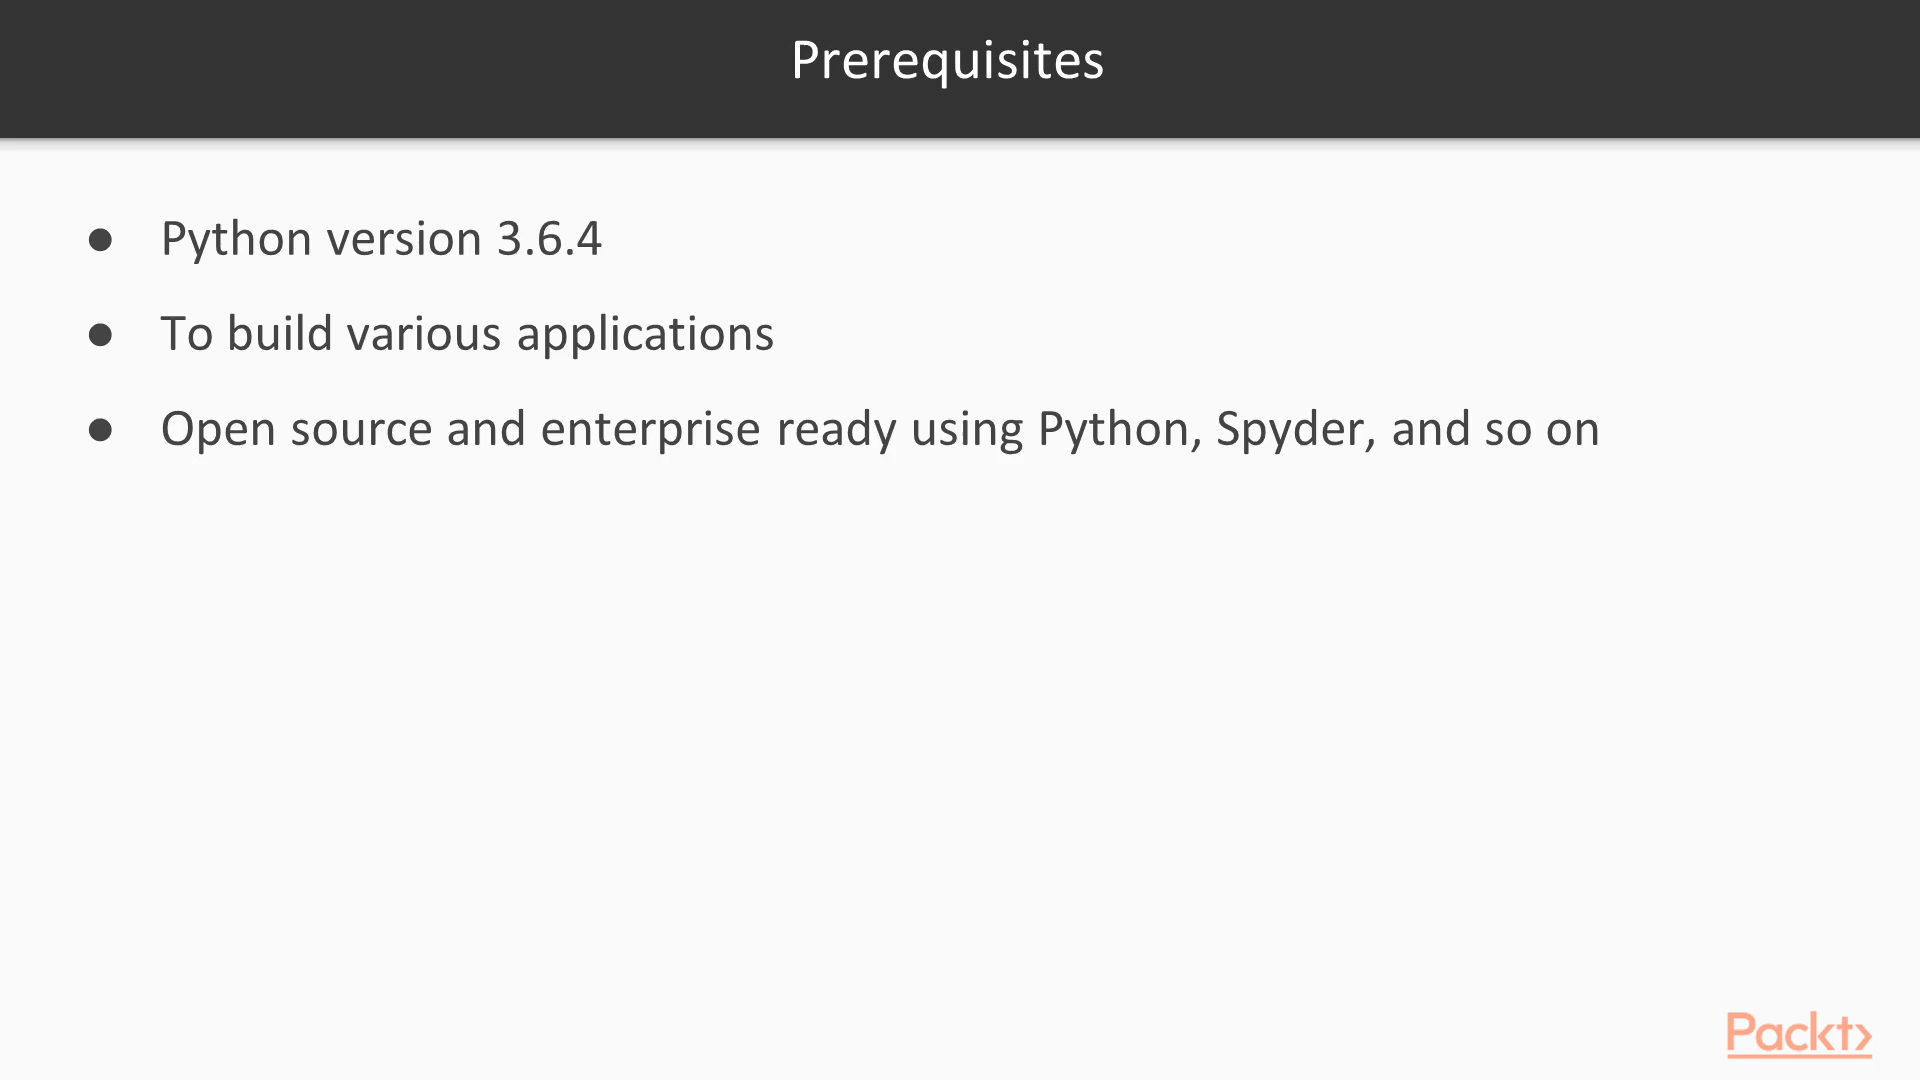 Prerequisites
● Python version 3.6.4
● To build various applications
● Open source and enterprise ready using Python, Spyder, and so on
Packt>